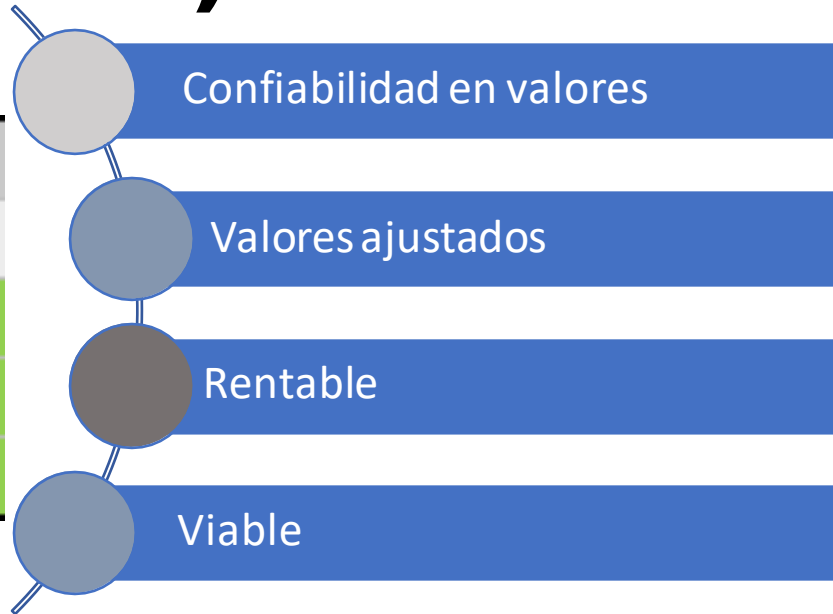 Confiabilidad en valores
Valores ajustados
Rentable
Viable